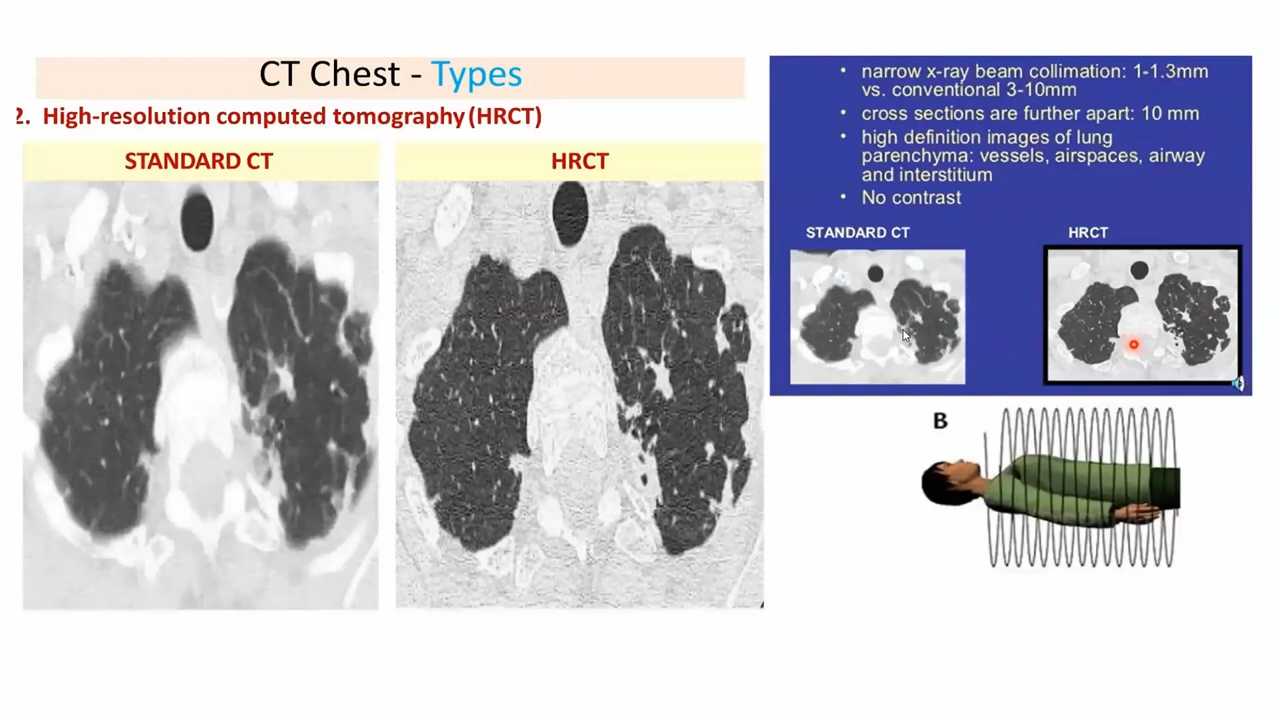 CT Chest - Types
2. High-resolution computed tomography (HRCT)
STANDARD CT
HRCT
• narrow x-ray beam collimation: 1-1.3mm
vs. conventional 3-10mm
• cross sections are further apart: 10 mm
• high definition images of lung
parenchyma: vessels, airspaces, airway
and interstitium
• No contrast
STANDARD CT
HRCT
B